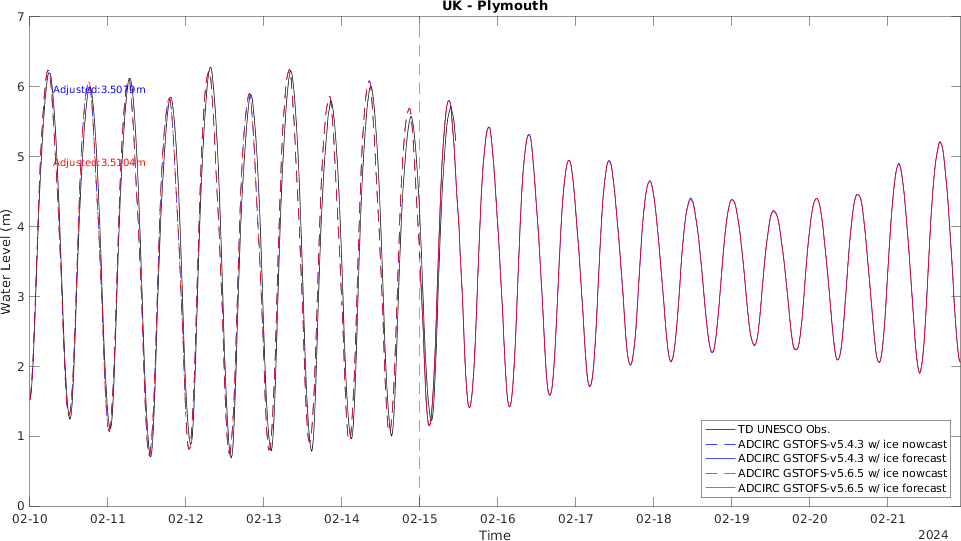 UK - Plymouth
7
6
5
4
3
2
1
0
Water Level (m)
Adjusted:3.5079m
Adjusted:3.5104m
TD UNESCO Obs.
ADCIRC GSTOFS-v5.4.3 w/ ice nowcast
ADCIRC GSTOFS-v5.4.3 w/ ice forecast
ADCIRC GSTOFS-v5.6.5 w/ ice nowcast
ADCIRC GSTOFS-v5.6.5 w/ ice forecast
02-10 02-11 02-12 02-13 02-14 02-15 02-16 02-17 02-18 02-19 02-20 02-21
Time
2024